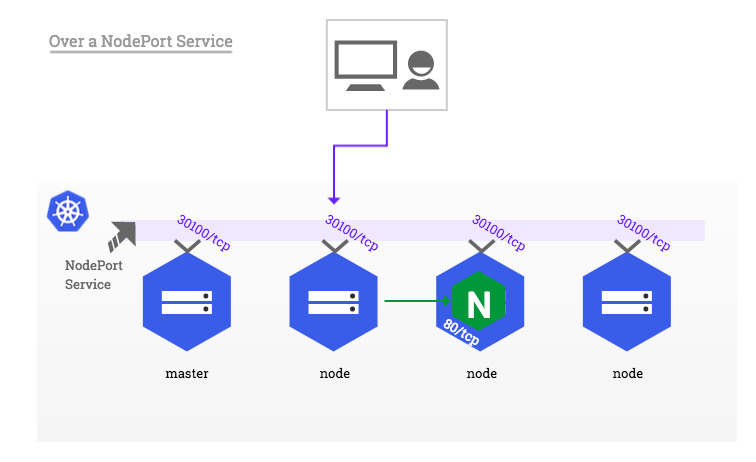 Over a NodePort Service
30100/tcp
30100/tcp
30100/tcp
30100/tcp
NodePort
Service
N
80/tcp
master
node
node
node